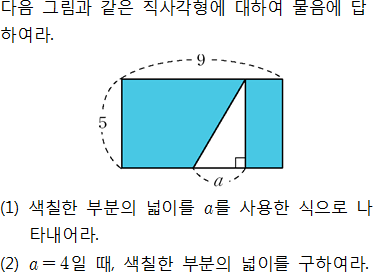 다음 그림과 같은 직사각형에 대하여 물음에 답
하여라.
9
5
a
(1) 색칠한 부분의 넓이를 a를 사용한 식으로 나
타내어라.
(2) a=4일 때, 색칠한 부분의 넓이를 구하여라.